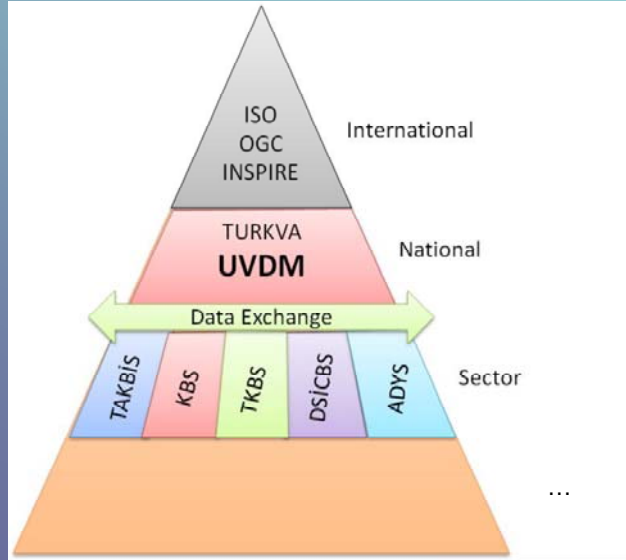 ISO
OGC
INSPIRE
International
TURKVA
UVDM
National
Data Exchange
TAKBİS
KBS
TKBS
DSİCBS
ADYS
Sector
...